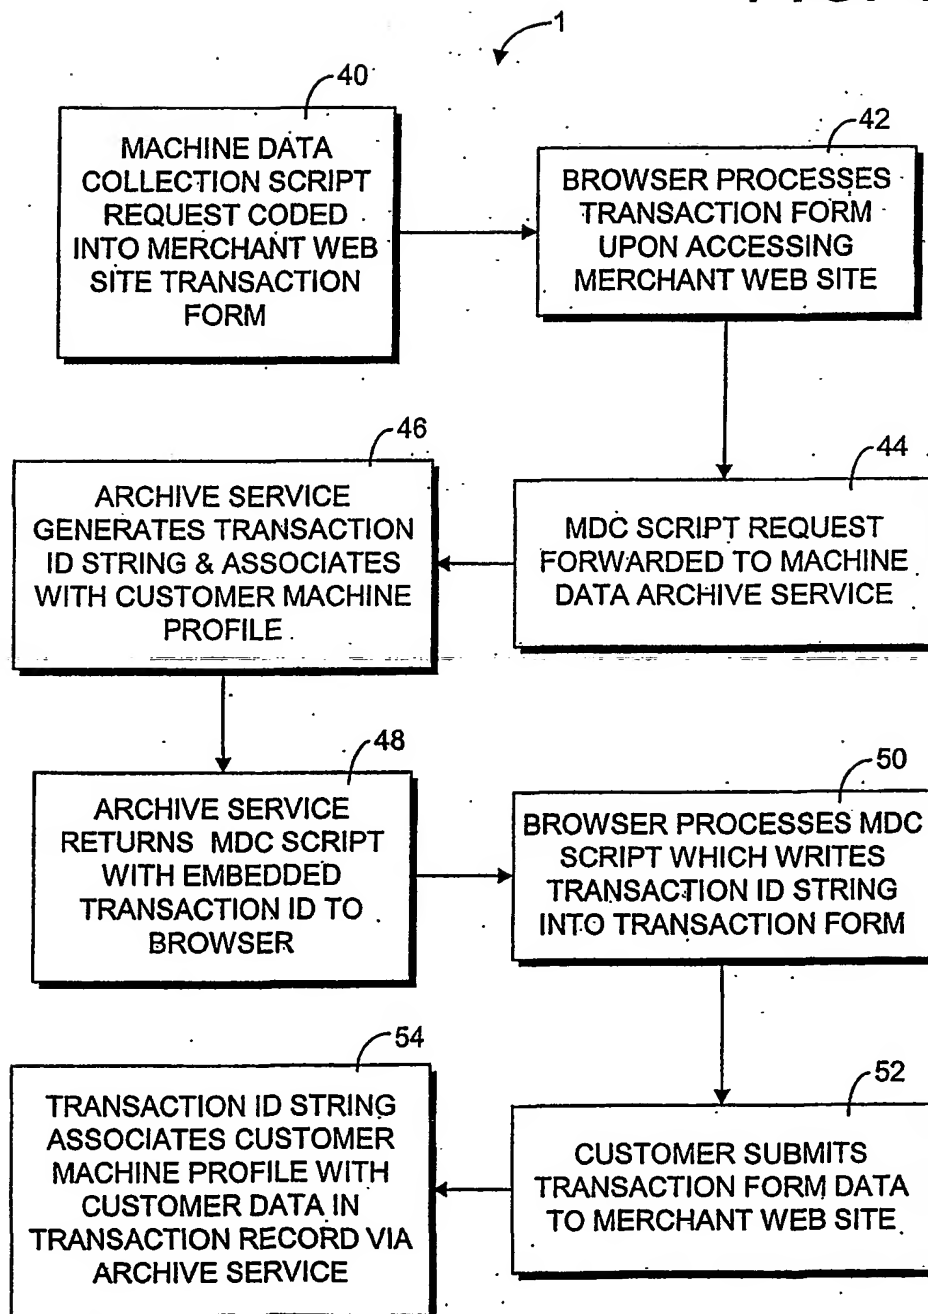 1
40
MACHINE DATA
COLLECTION SCRIPT
REQUEST CODED
INTO MERCHANT WEB
SITE TRANSACTION
FORM
42
BROWSER PROCESSES
TRANSACTION FORM
UPON ACCESSING
MERCHANT WEB SITE
44
MDC SCRIPT REQUEST
FORWARDED TO MACHINE
DATA ARCHIVE SERVICE
46
ARCHIVE SERVICE
GENERATES TRANSACTION
ID STRING & ASSOCIATES
WITH CUSTOMER MACHINE
PROFILE
48
ARCHIVE SERVICE
RETURNS MDC SCRIPT
WITH EMBEDDED
TRANSACTION ID TO
BROWSER
50
BROWSER PROCESSES MDC
SCRIPT WHICH WRITES
TRANSACTION ID STRING
INTO TRANSACTION FORM
52
CUSTOMER SUBMITS
TRANSACTION FORM DATA
TO MERCHANT WEB SITE
54
TRANSACTION ID STRING
ASSOCIATES CUSTOMER
MACHINE PROFILE WITH
CUSTOMER DATA IN
TRANSACTION RECORD VIA
ARCHIVE SERVICE